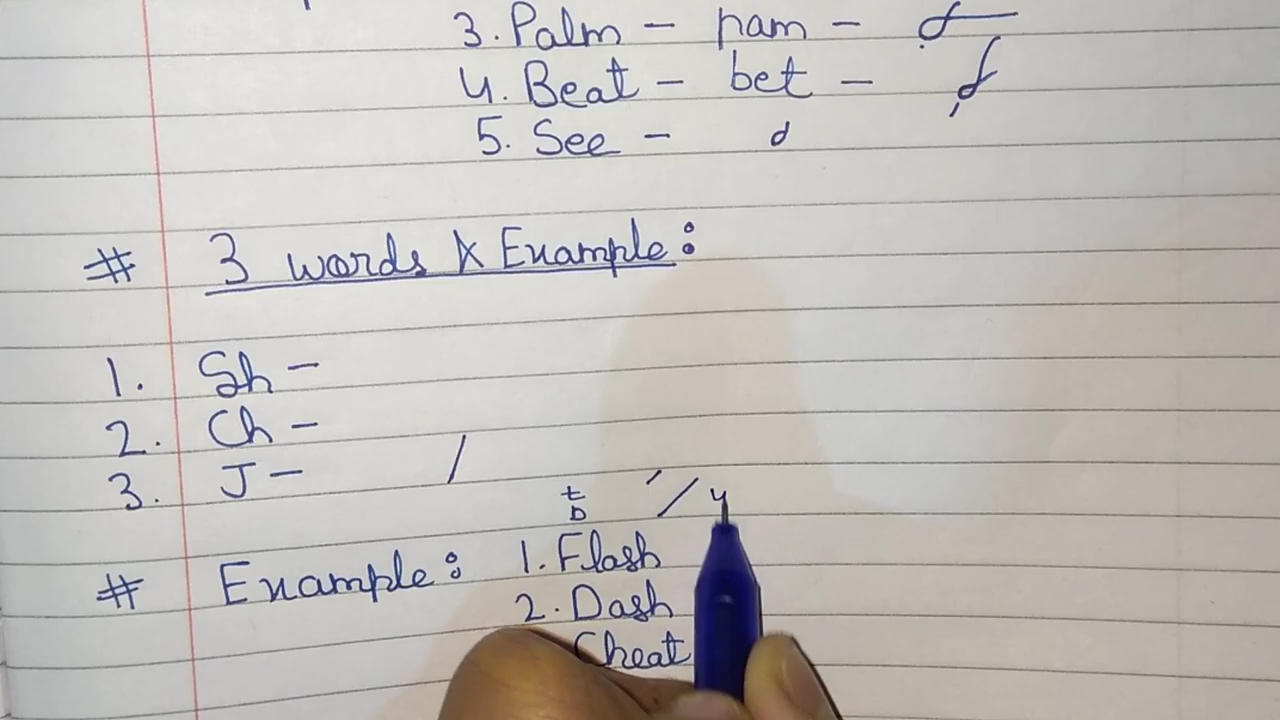 3. Palm - pam -
4. Beat - bet -
5. See -
# 3 words & Example:
1. Sh -
2. Ch -
3. J - /
t
D
# Example: 1. Flash
2. Dash
Cheat